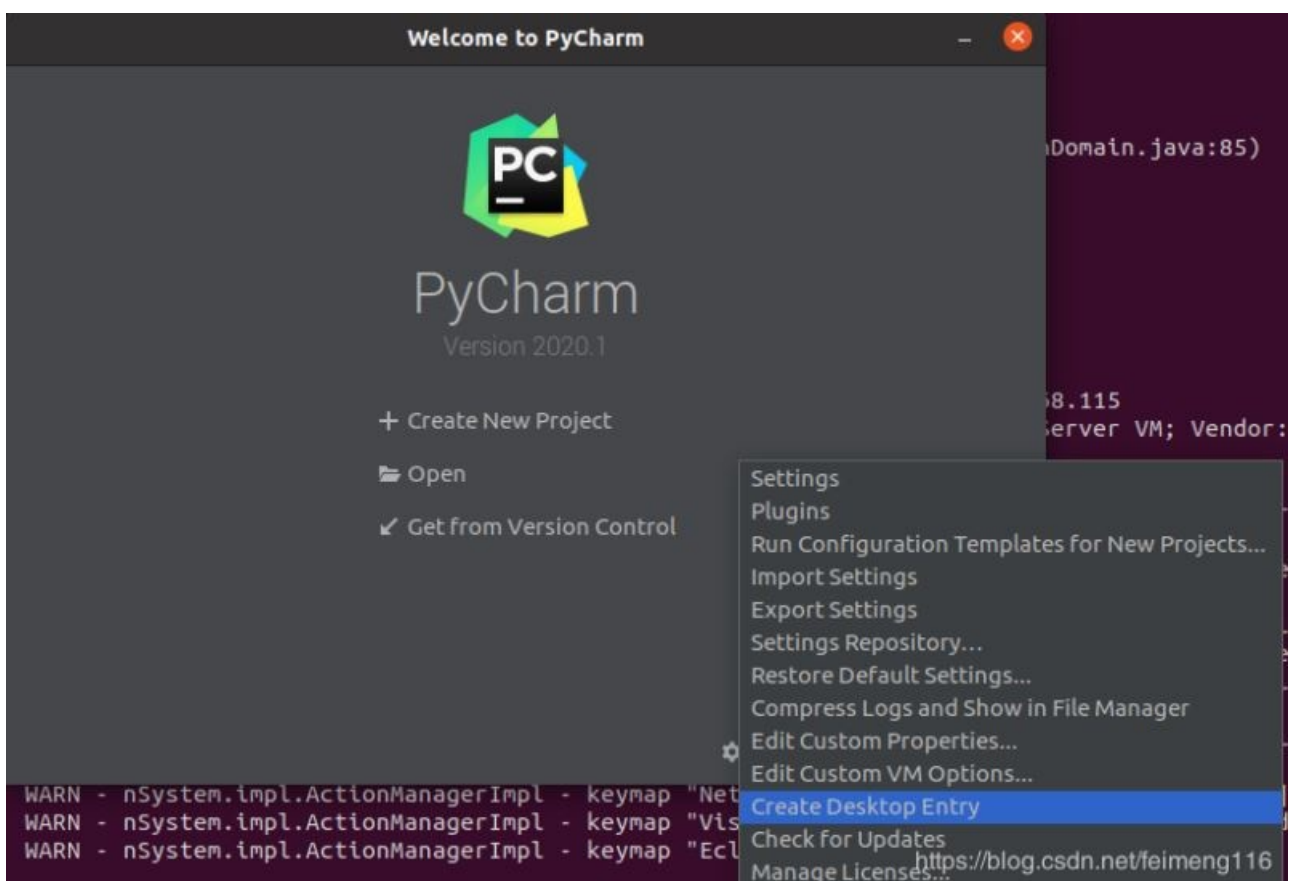 Welcome to PyCharm
Domain.java:85)
PC
PyCharm
Version 2020.1
8.115
erver VM; Vendor:
+ Create New Project
Open
Get from Version Control
Settings
Plugins
Run Configuration Templates for New Projects...
Import Settings
Export Settings
Settings Repository...
Restore Default Settings...
Compress Logs and Show in File Manager
Edit Custom Properties...
Edit Custom VM Options...
Create Desktop Entry
Check for Updates
Manage Licenses...
WARN - nSystem.impl.ActionManagerImpl - keymap "Net
WARN - nSystem.impl.ActionManagerImpl - keymap "Vis
WARN - nSystem.impl.ActionManagerImpl - keymap "Ecl
https://blog.csdn.net/feimeng116